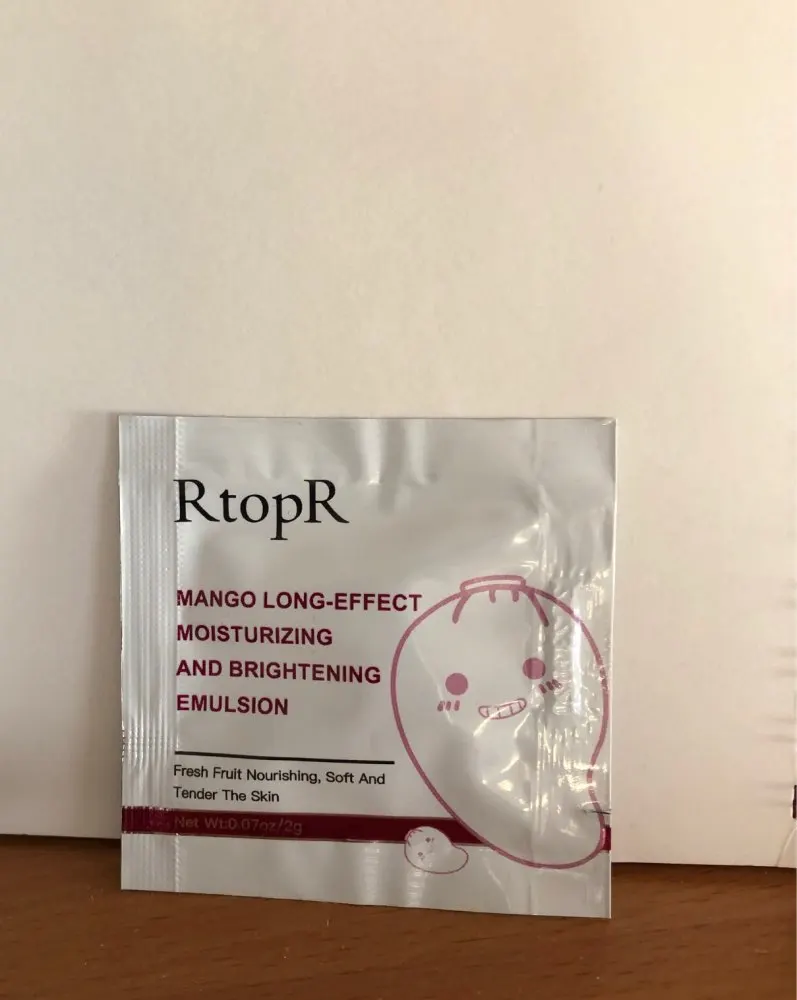 RtopR
MANGO LONG-EFFECT
MOISTURIZING
AND BRIGHTENING
EMULSION
Fresh Fruit Nourishing, Soft And
Tender The Skin
Net Wt:0.07oz/2g